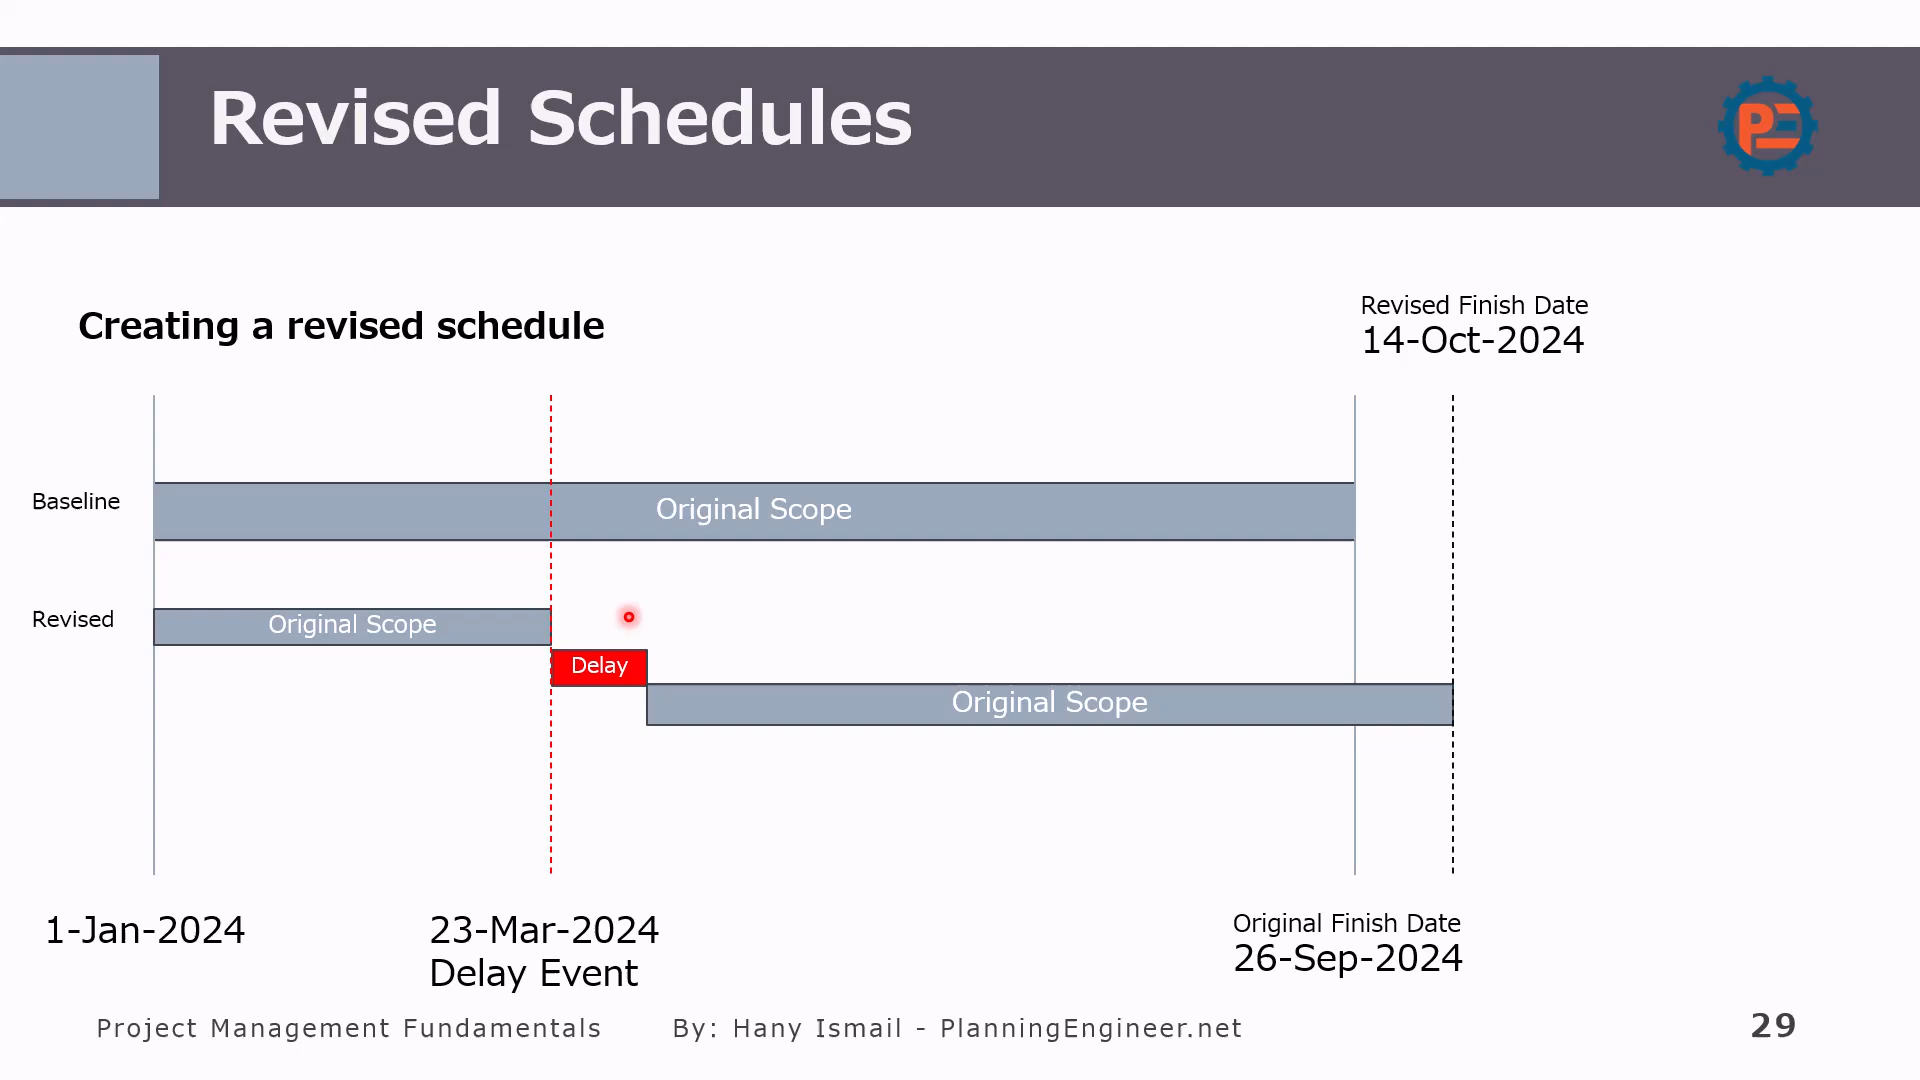 Revised Schedules
PE
Creating a revised schedule
Revised Finish Date
14-Oct-2024
Baseline
Original Scope
Revised
Original Scope
Delay
Original Scope
1-Jan-2024
23-Mar-2024
Delay Event
Original Finish Date
26-Sep-2024
Project Management Fundamentals
By: Hany Ismail - PlanningEngineer.net
29